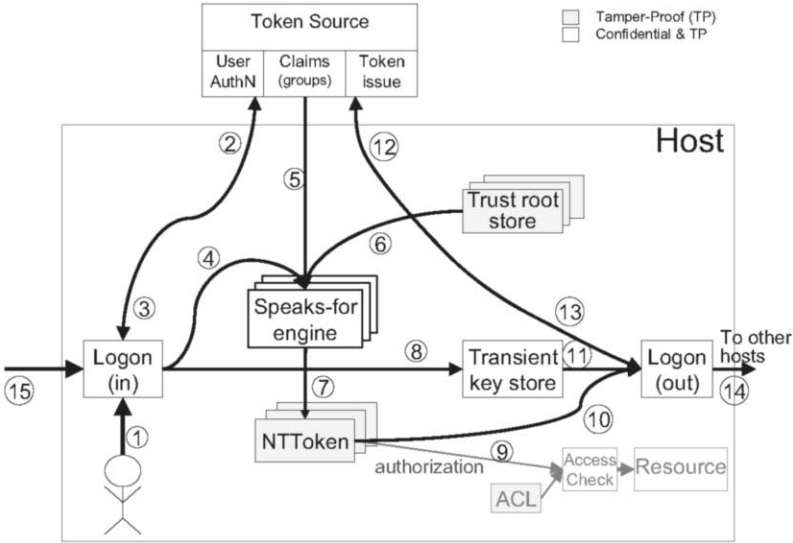 Token Source
User
AuthN
Claims
(groups)
Token
issue
Tamper-Proof (TP)
Confidential & TP
Host
2
12
5
Trust root
store
6
4
3
Speaks-for
engine
13
To other
hosts
Logon
(in)
8
Transient
key store
11
Logon
(out)
15
14
7
1
NTToken
10
9
authorization
Access
Check
Resource
ACL